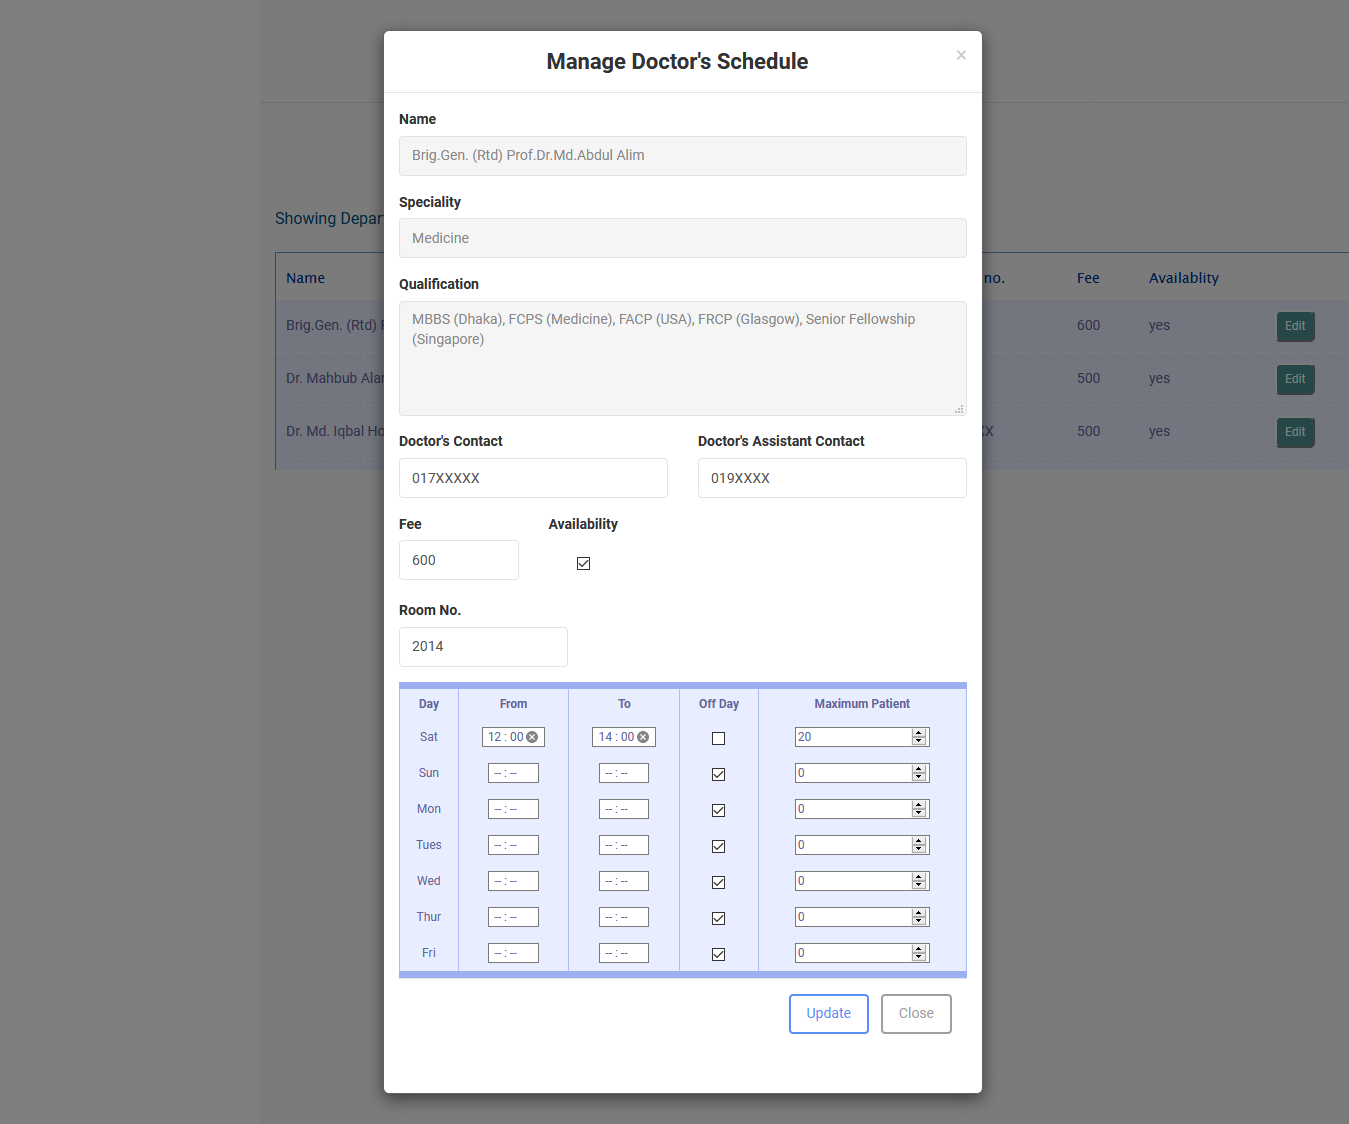 Manage Doctor's Schedule ×
Name
Brig.Gen. (Rtd) Prof.Dr.Md.Abdul Alim
Speciality
Medicine
Qualification
MBBS (Dhaka), FCPS (Medicine), FACP (USA), FRCP (Glasgow), Senior Fellowship
(Singapore)
Doctor's Contact Doctor's Assistant Contact
017XXXXX 019XXXX
Fee Availability
600
Room No.
2014
Day From To Off Day Maximum Patient
Sat 12 : 00 14 : 00 20
Sun -- : -- -- : -- 0
Mon -- : -- -- : -- 0
Tues -- : -- -- : -- 0
Wed -- : -- -- : -- 0
Thur -- : -- -- : -- 0
Fri -- : -- -- : -- 0
Update Close
Showing
Name no. Fee Availablity
Brig.Gen. (Rtd) 600 yes Edit
Dr. Mahbub 500 yes Edit
Dr. Md. Iqbal 500 yes Edit